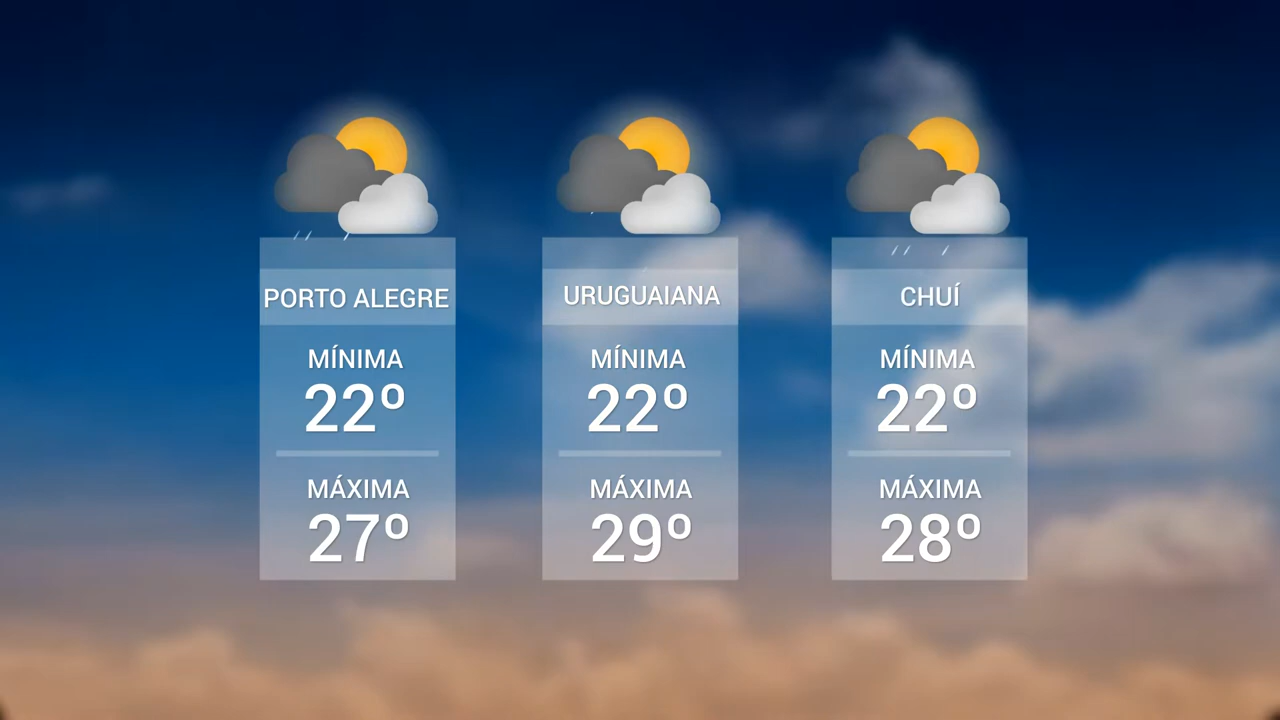 PORTO ALEGRE
MÍNIMA
22º
MÁXIMA
27º
URUGUAIANA
MÍNIMA
22º
MÁXIMA
29º
CHUÍ
MÍNIMA
22º
MÁXIMA
28º